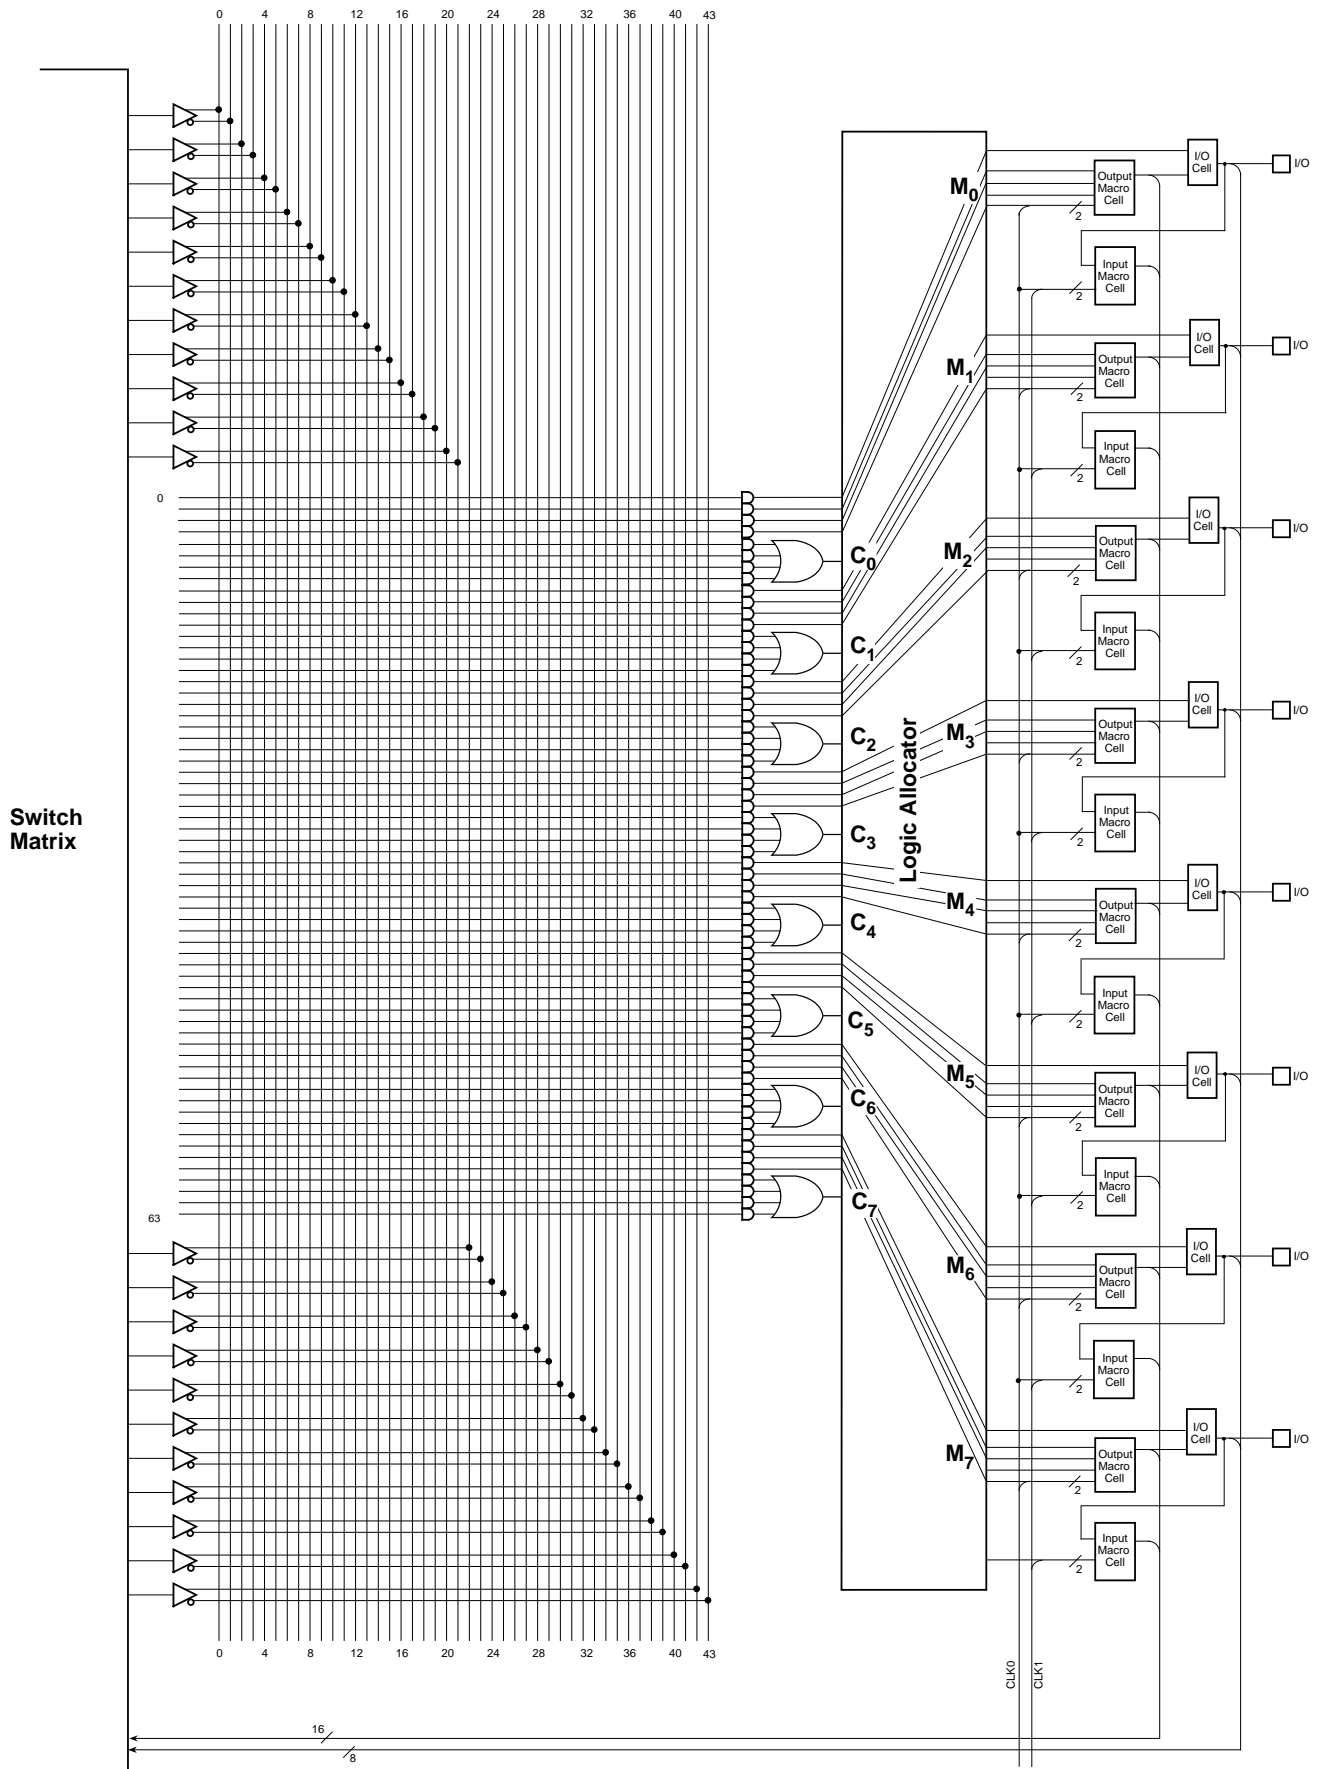 0 4 8 12 16 20 24 28 32 36 40 43
I/O
Cell
I/O
Output
Macro
Cell
M0
2
Input
Macro
Cell
2
I/O
Cell
I/O
Output
Macro
Cell
M1
2
Input
Macro
Cell
2
0
I/O
Cell
I/O
Output
Macro
Cell
C0
M2
2
Input
Macro
Cell
C1
2
I/O
Cell
I/O
Output
Macro
Cell
C2
M3
2
Logic Allocator
Switch
Matrix
Input
Macro
Cell
C3
2
I/O
Cell
I/O
Output
Macro
Cell
M4
C4
2
Input
Macro
Cell
C5
2
I/O
Cell
I/O
Output
Macro
Cell
M5
C6
2
Input
Macro
Cell
C7
2
63
I/O
Cell
I/O
Output
Macro
Cell
M6
2
Input
Macro
Cell
2
I/O
Cell
I/O
Output
Macro
Cell
M7
2
Input
Macro
Cell
2
0 4 8 12 16 20 24 28 32 36 40 43
CLK0
CLK1
16
8